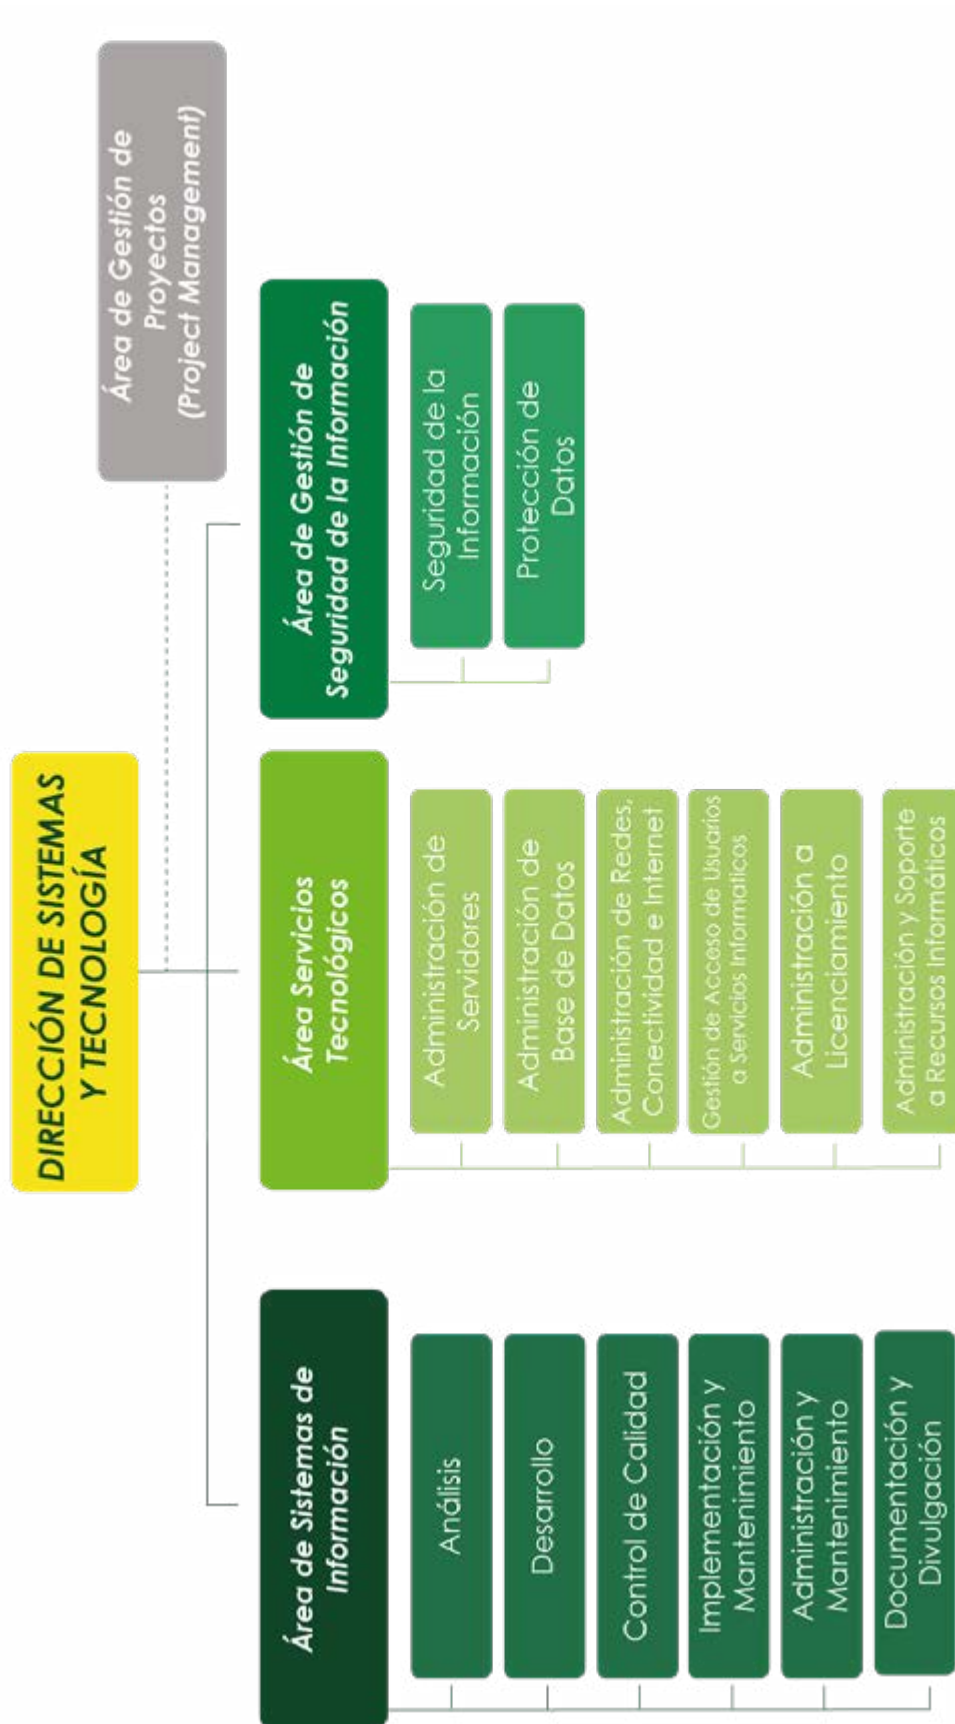 DIRECCIÓN DE SISTEMAS
Y TECNOLOGÍA
Área de Gestión de
Proyectos
(Project Management)
Área de Sistemas de
Información
Análisis
Desarrollo
Control de Calidad
Implementación y
Mantenimiento
Administración y
Mantenimiento
Documentación y
Divulgación
Área Servicios
Tecnológicos
Administración de
Servidores
Administración de
Base de Datos
Administración de Redes,
Conectividad e Internet
Gestión de Acceso de Usuarios
a Servicios Informaticos
Administración a
Licenciamiento
Administración y Soporte
a Recursos Informáticos
Área de Gestión de
Seguridad de la Información
Seguridad de la
Información
Protección de
Datos